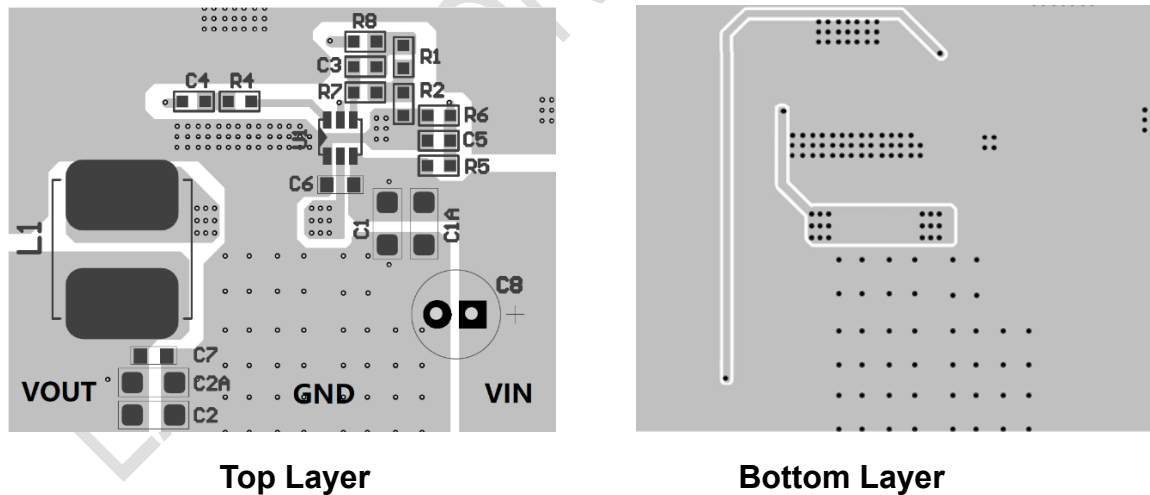 R8
R1
C3
C4 R4
R7 R2
R6
U1
C5
R5
C6
C1
C1A
L1
C8
+
C7
VOUT C2A GND VIN
C2
Top Layer Bottom Layer